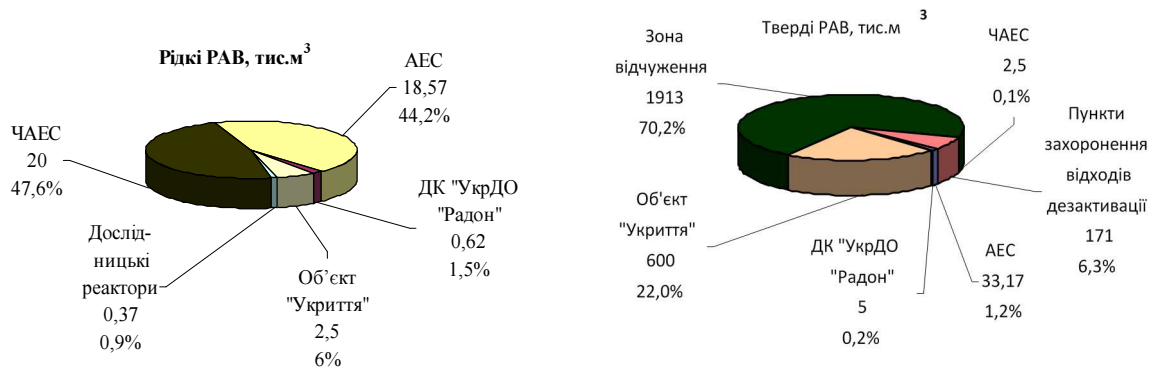 Рідкі РАВ, тис.м³
АЕС
18,57
44,2%
ЧАЕС
20
47,6%
ДК "УкрДО
"Радон"
0,62
1,5%
Об’єкт
"Укриття"
2,5
6%
Дослід-
ницькі
реактори
0,37
0,9%
Тверді РАВ, тис.м ³
Зона
відчуження
1913
70,2%
ЧАЕС
2,5
0,1%
Пункти
захоронення
відходів
дезактивації
171
6,3%
АЕС
33,17
1,2%
ДК "УкрДО
"Радон"
5
0,2%
Об'єкт
"Укриття"
600
22,0%